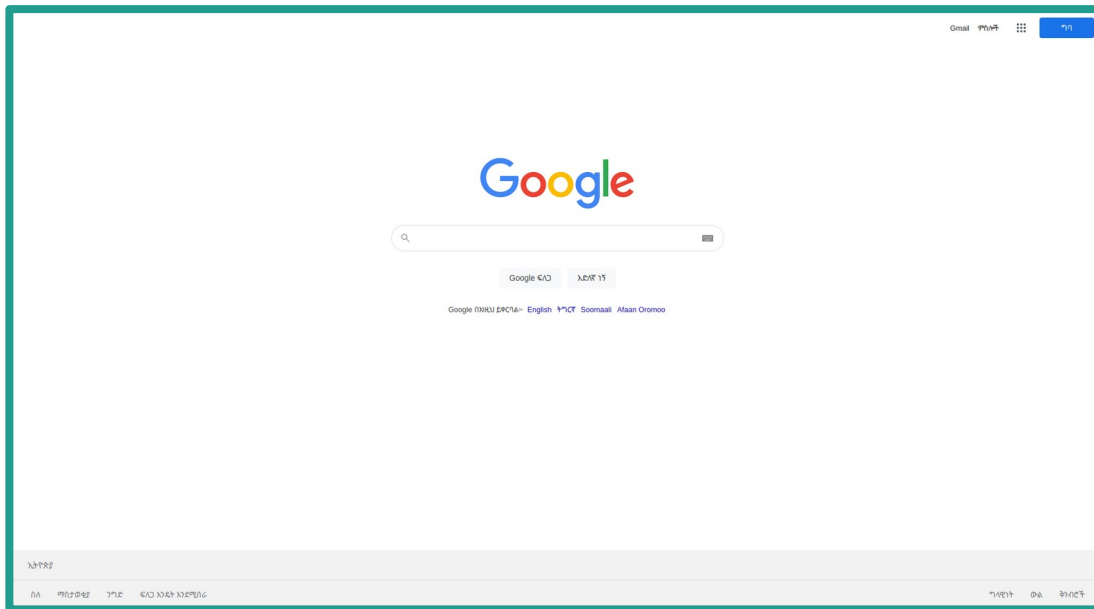 Gmail ምስሎች ግባ
Google
Google ፍለጋ እድለኛ ነኝ
Google በእነዚህ ይቀርባል፦ English ትግርኛ Soomaali Afaan Oromoo
ኢትዮጵያ
ስለ ማስታወቂያ ንግድ ፍለጋ እንዴት እንደሚሰራ ግላዊነት ውል ቅንብሮች